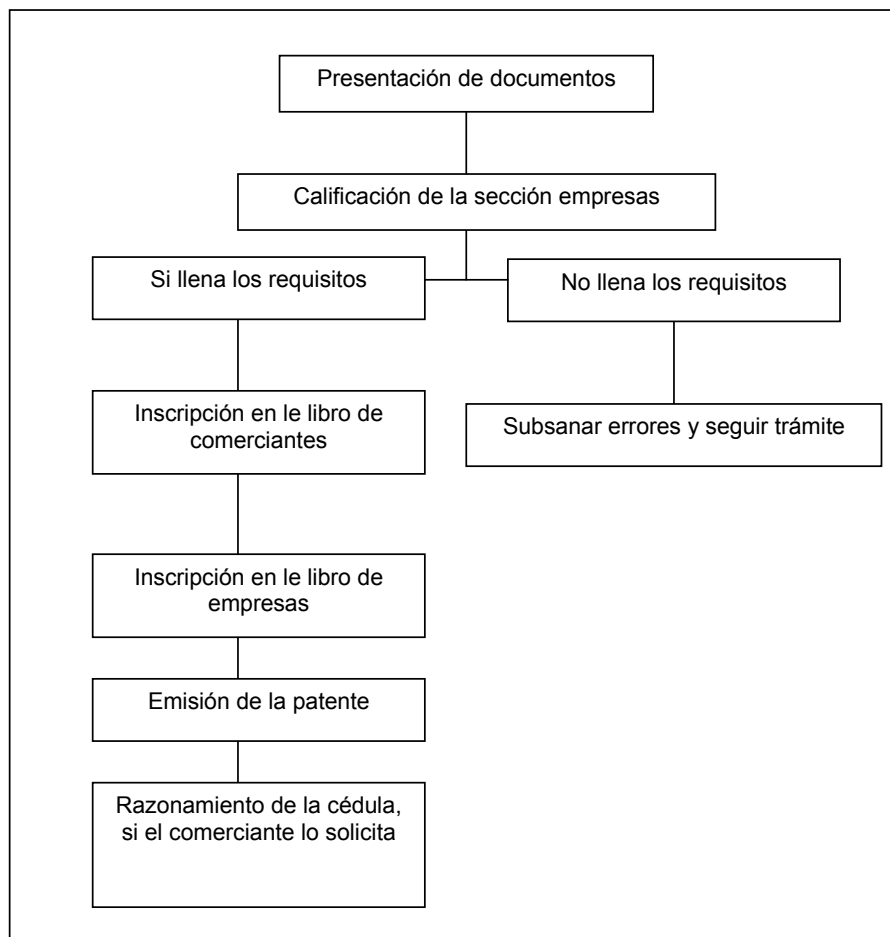 Presentación de documentos
Calificación de la sección empresas
Si llena los requisitos
No llena los requisitos
Inscripción en le libro de
comerciantes
Subsanar errores y seguir trámite
Inscripción en le libro de
empresas
Emisión de la patente
Razonamiento de la cédula,
si el comerciante lo solicita